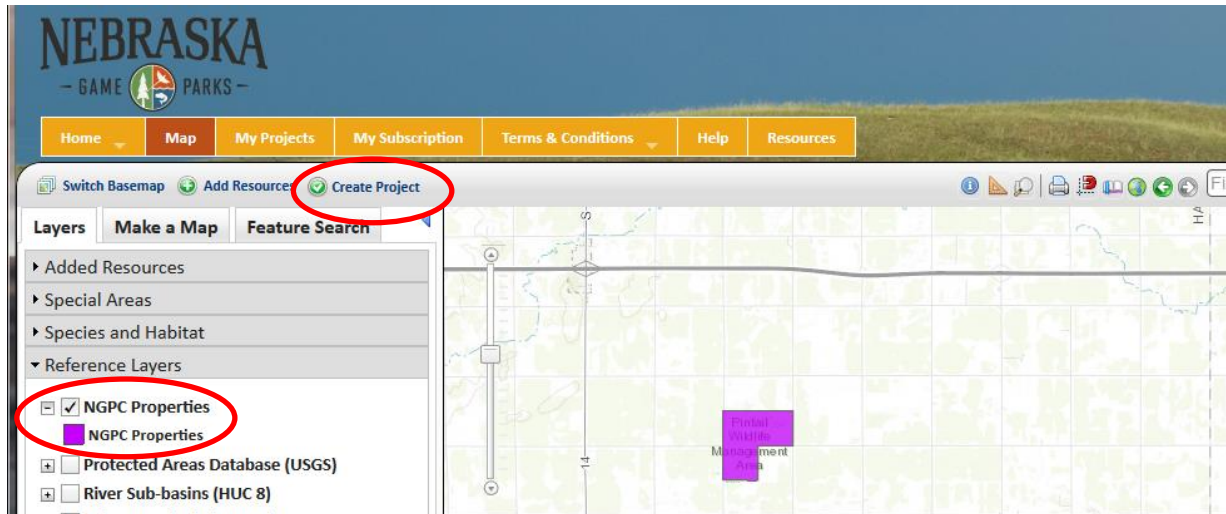 NEBRASKA
- GAME PARKS -
Home Map My Projects My Subscription Terms & Conditions Help Resources
Switch Basemap Add Resources Create Project
Layers Make a Map Feature Search
Added Resources
Special Areas
Species and Habitat
Reference Layers
NGPC Properties
NGPC Properties
Protected Areas Database (USGS)
River Sub-basins (HUC 8)
S
HA
Pintail
Wildlife
Management
Area
14